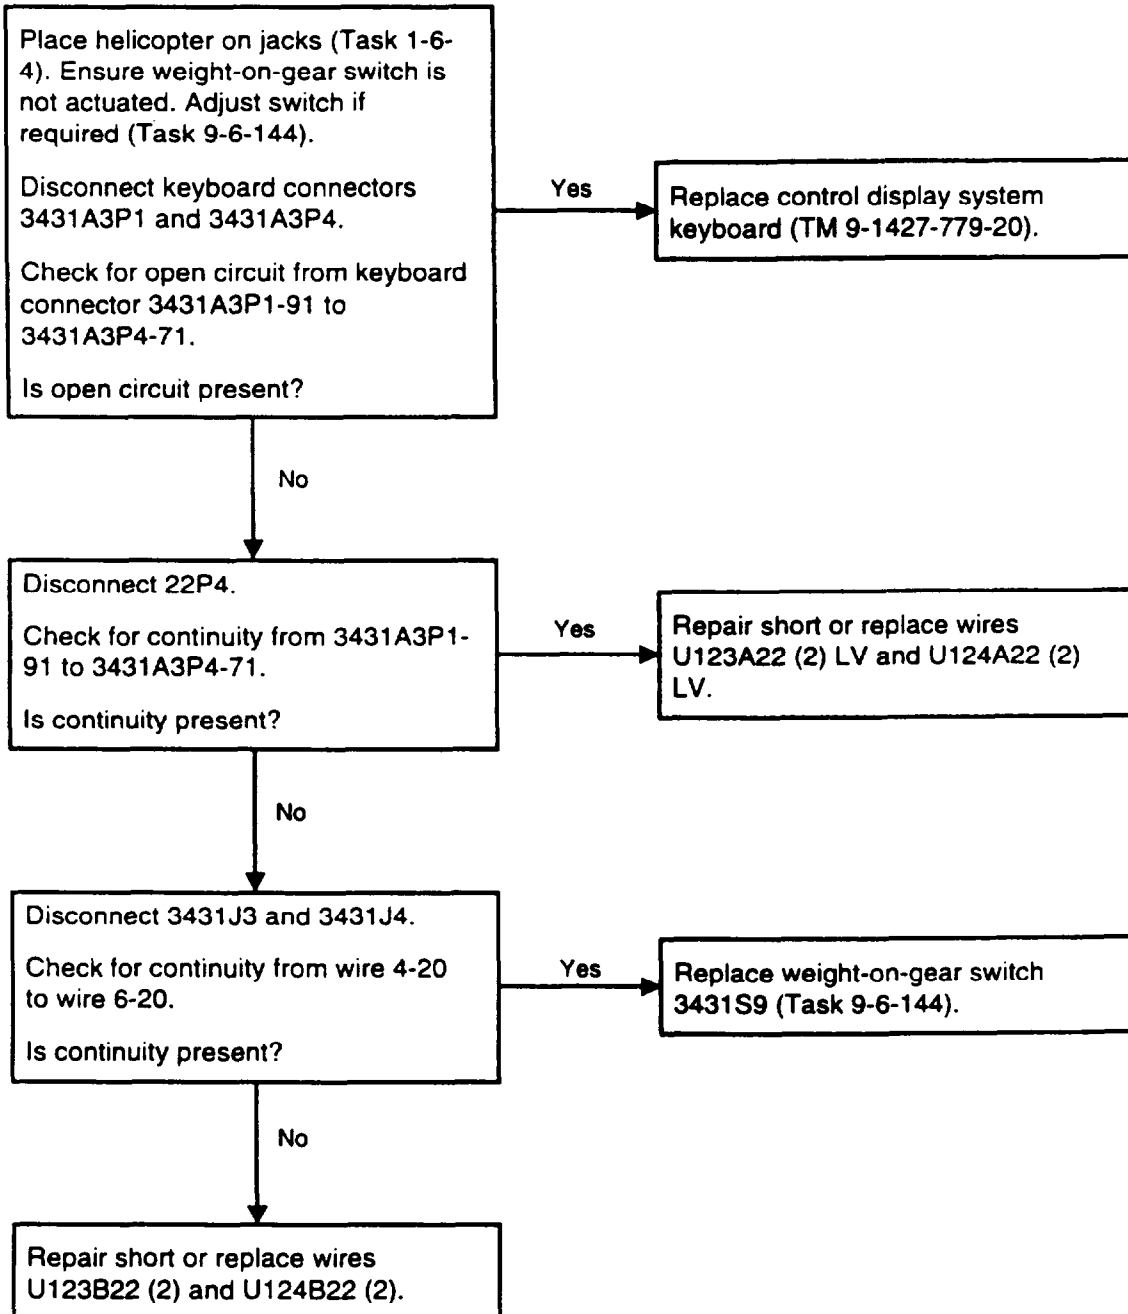 Place helicopter on jacks (Task 1-6-
4). Ensure weight-on-gear switch is
not actuated. Adjust switch if
required (Task 9-6-144).
Disconnect keyboard connectors
3431A3P1 and 3431A3P4.
Check for open circuit from keyboard
connector 3431A3P1-91 to
3431A3P4-71.
Is open circuit present?
Yes
Replace control display system
keyboard (TM 9-1427-779-20).
No
Disconnect 22P4.
Check for continuity from 3431A3P1-
91 to 3431A3P4-71.
Is continuity present?
Yes
Repair short or replace wires
U123A22 (2) LV and U124A22 (2)
LV.
No
Disconnect 3431J3 and 3431J4.
Check for continuity from wire 4-20
to wire 6-20.
Is continuity present?
Yes
Replace weight-on-gear switch
3431S9 (Task 9-6-144).
No
Repair short or replace wires
U123B22 (2) and U124B22 (2).